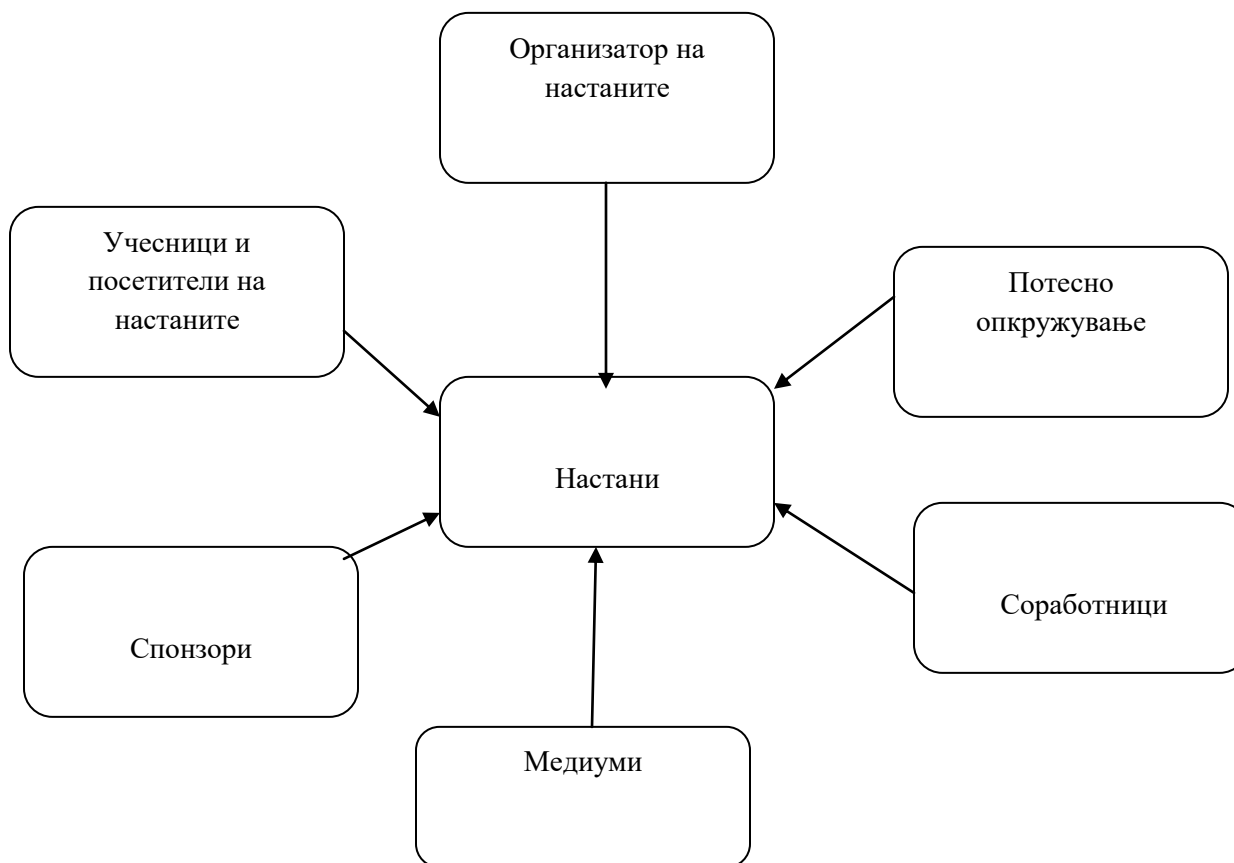 Организатор на
настаните
Учесници и
посетители на
настаните
Потесно
опкружување
Настани
Соработници
Спонзори
Медиуми